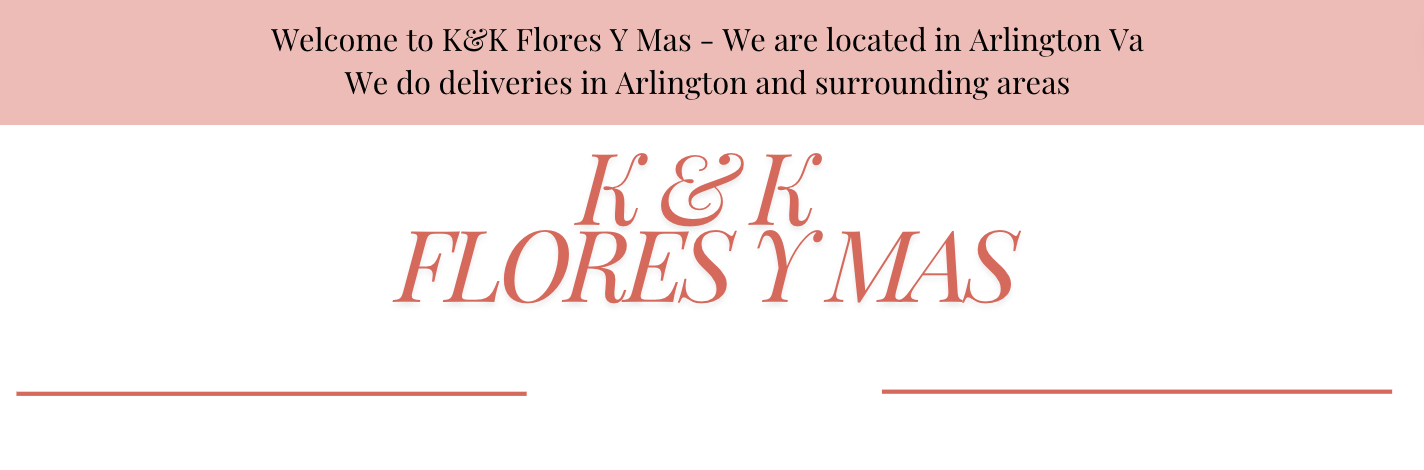 Welcome to K&K Flores Y Mas - We are located in Arlington Va
We do deliveries in Arlington and surrounding areas
K & K
FLORES Y MAS